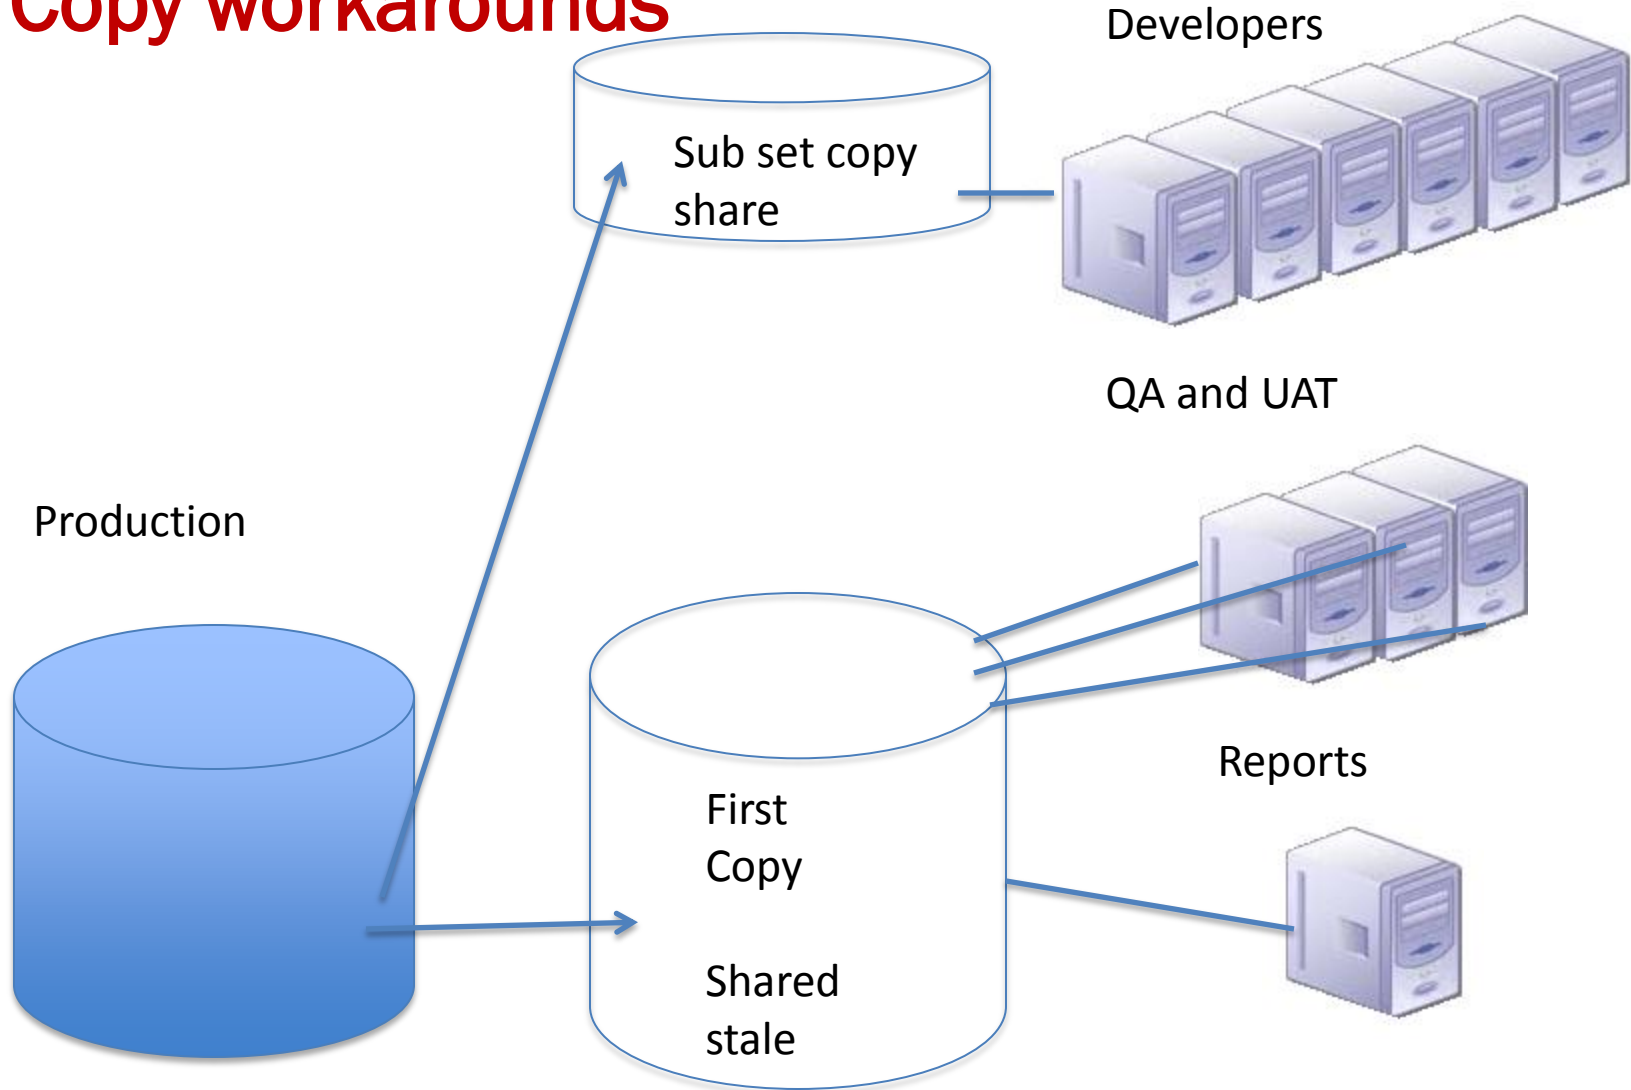 Copy workarounds
Developers
Sub set copy
share
QA and UAT
Production
Reports
First
Copy
Shared
stale